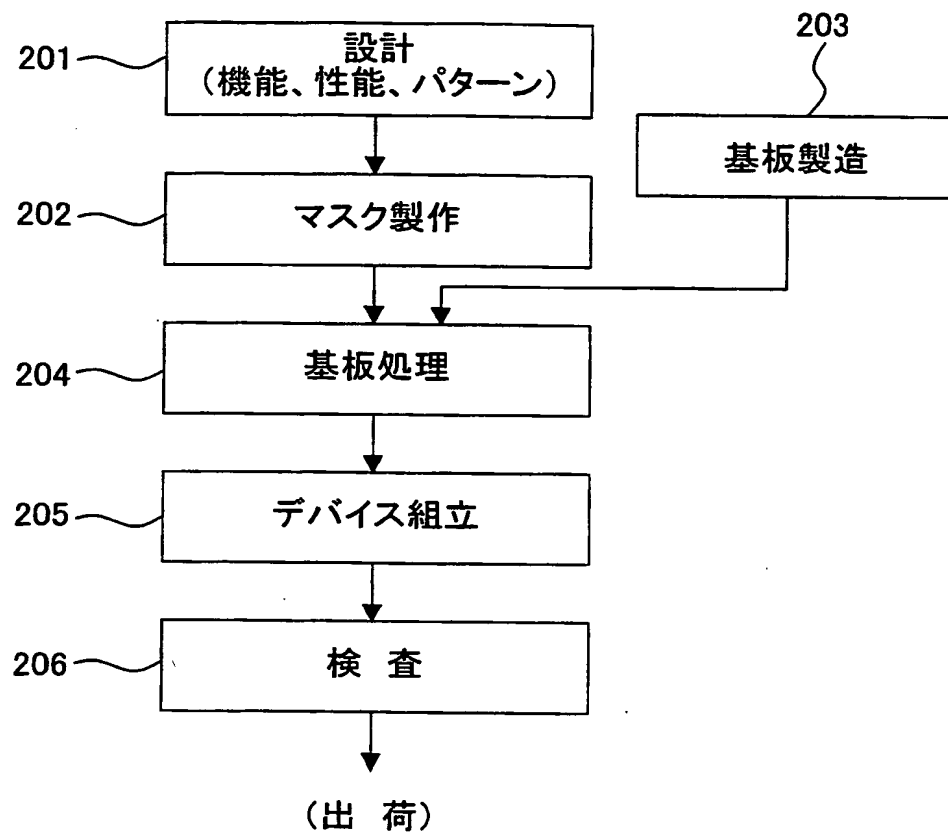 201
設計
(機能、性能、パターン)
203
基板製造
202
マスク製作
204
基板処理
205
デバイス組立
206
検 査
(出 荷)